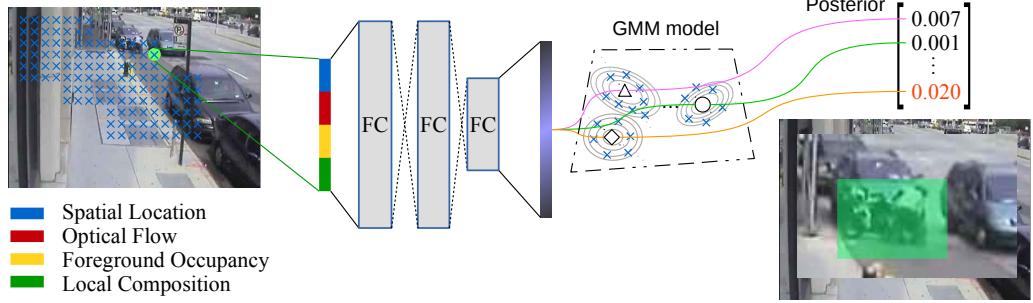 Posterior
GMM model
0.007
0.001
0.020
FC
FC
FC
Spatial Location
Optical Flow
Foreground Occupancy
Local Composition